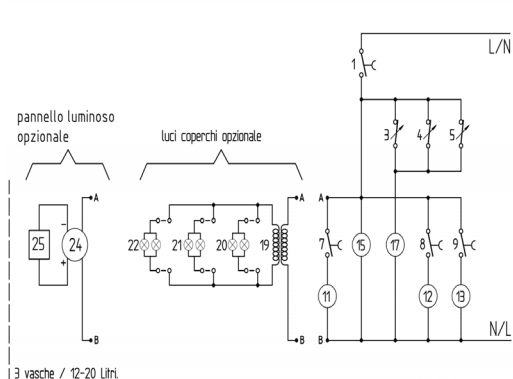 L/N
1
3
4
5
pannello luminoso
opzionale
luci coperchi opzionale
A
A
A
25
−
+
24
22
21
20
19
7
15
17
8
9
11
12
13
B
B
B
N/L
3 vasche / 12-20 Litri.